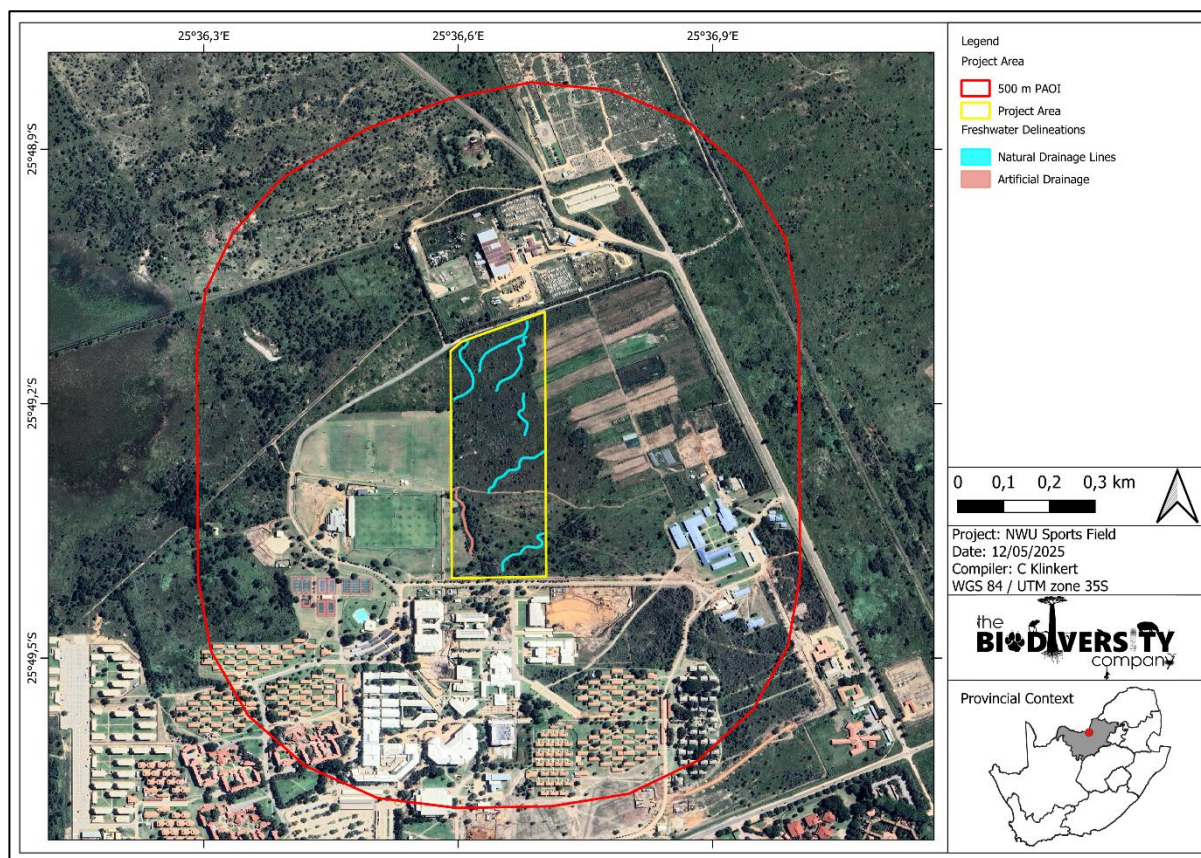 25°36,3'E
25°36,6'E
25°36,9'E
25°48,9'S
25°49,2'S
25°49,5'S
Legend
Project Area
500 m PAOI
Project Area
Freshwater Delineations
Natural Drainage Lines
Artificial Drainage
0 0,1 0,2 0,3 km
Project: NWU Sports Field
Date: 12/05/2025
Compiler: C Klinkert
WGS 84 / UTM zone 35S
the
BIODIVERSITY
company
Provincial Context